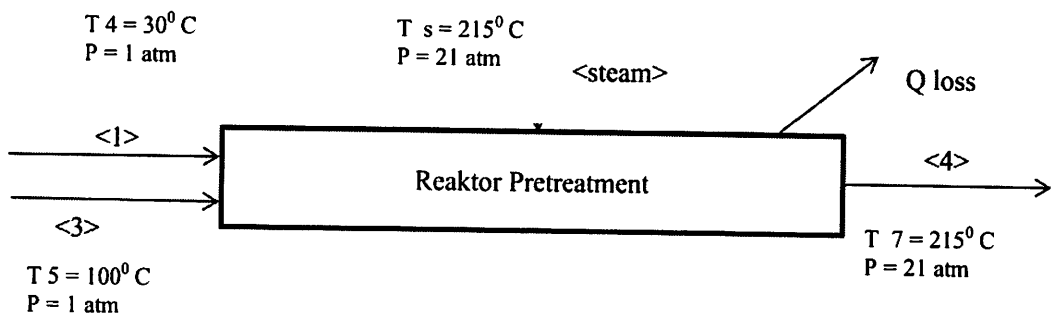 T 4 = 30⁰ C
P = 1 atm
T s = 215⁰ C
P = 21 atm
<steam>
Q loss
<1>
<3>
Reaktor Pretreatment
<4>
T 5 = 100⁰ C
P = 1 atm
T 7 = 215⁰ C
P = 21 atm